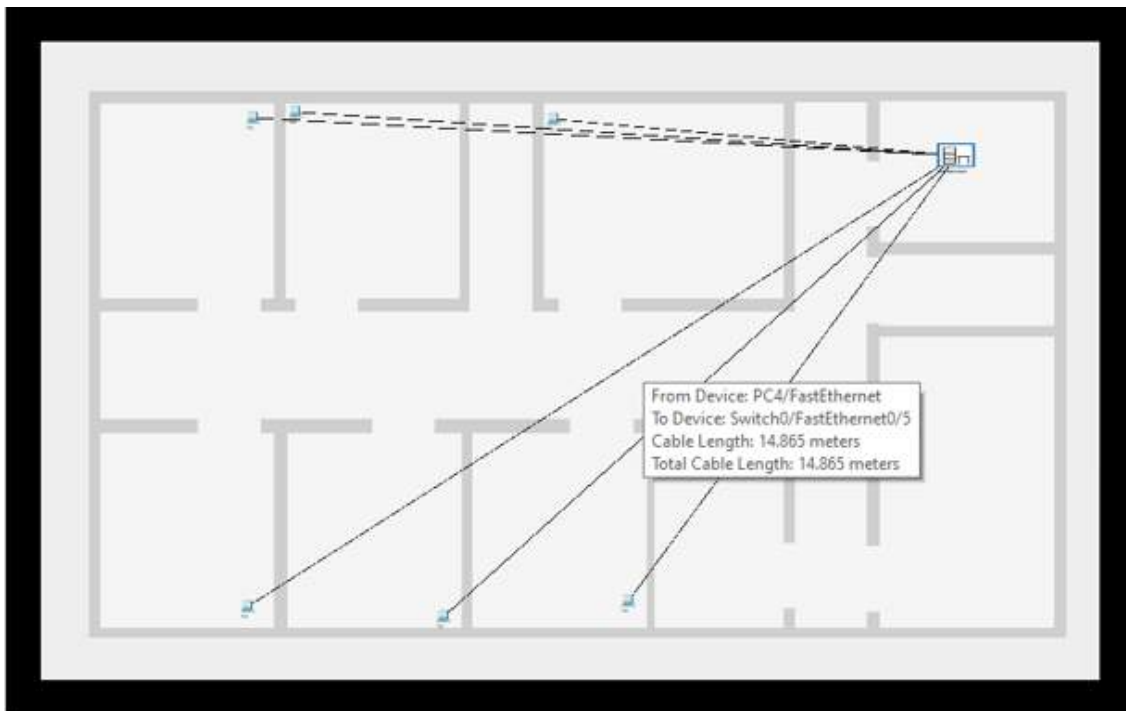 From Device: PC4/FastEthernet
To Device: Switch0/FastEthernet0/5
Cable Length: 14.865 meters
Total Cable Length: 14.865 meters